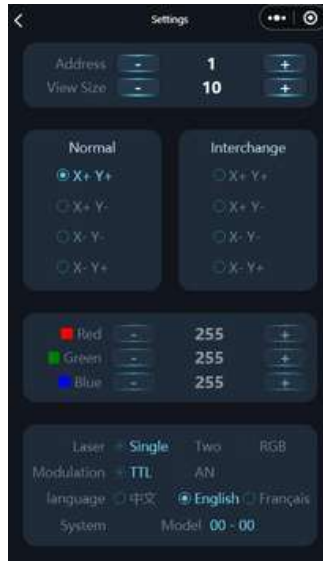 Settings
Address - 1 +
View Size - 10 +
Normal
X+ Y+
X+ Y-
X- Y-
X- Y+
Interchange
X+ Y+
X+ Y-
X- Y-
X- Y+
Red - 255 +
Green - 255 +
Blue - 255 +
Laser Single Two RGB
Modulation TTL AN
language 中文 English Français
System Model 00 - 00